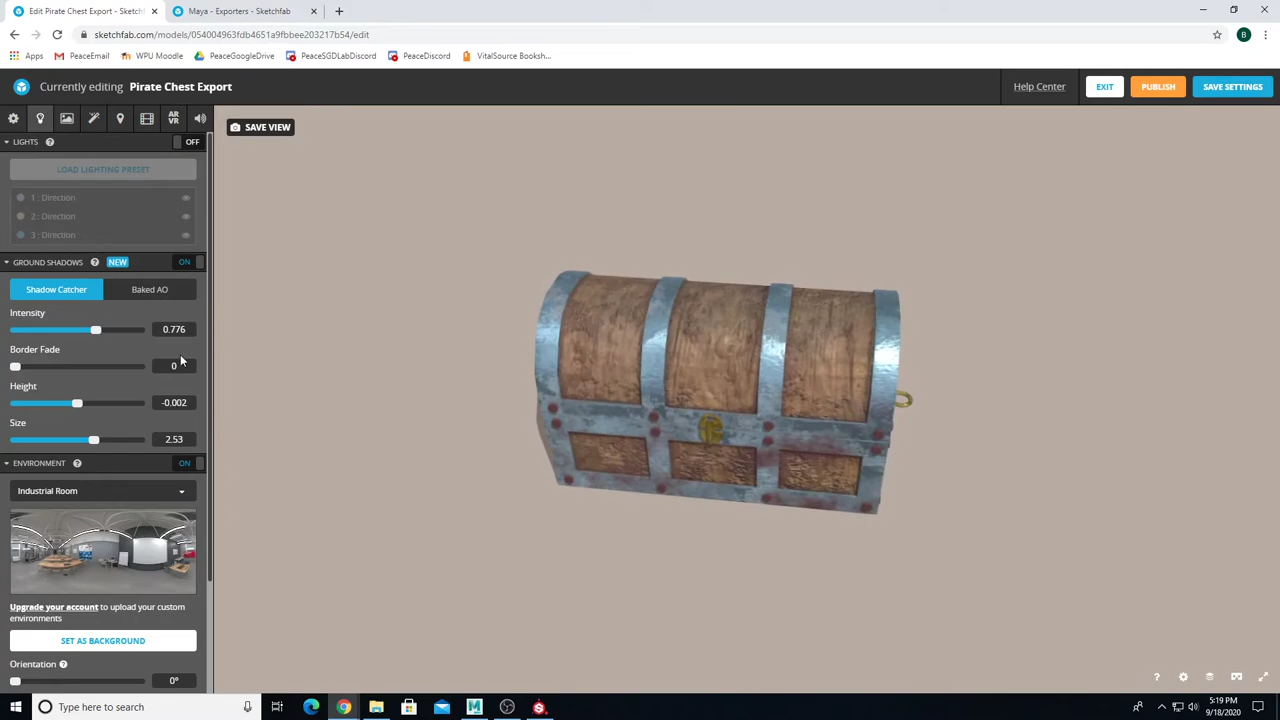 Edit Pirate Chest Export - Sketchfab
Maya - Exporters - Sketchfab
sketchfab.com/models/054004963fdb4651a9fbbee203217b54/edit
B
Apps
PeaceEmail
WPU Moodle
PeaceGoogleDrive
PeaceSGDLabDiscord
PeaceDiscord
VitalSource Booksh...
Currently editing Pirate Chest Export
Help Center
EXIT
PUBLISH
SAVE SETTINGS
AR
VR
SAVE VIEW
LIGHTS ?
OFF
LOAD LIGHTING PRESET
1 : Direction
2 : Direction
3 : Direction
GROUND SHADOWS ? NEW
ON
Shadow Catcher
Baked AO
Intensity
0.776
Border Fade
0
Height
-0.002
Size
2.53
ENVIRONMENT ?
ON
Industrial Room
Upgrade your account to upload your custom
environments
SET AS BACKGROUND
Orientation ?
0°
?
Type here to search
5:19 PM
9/18/2020